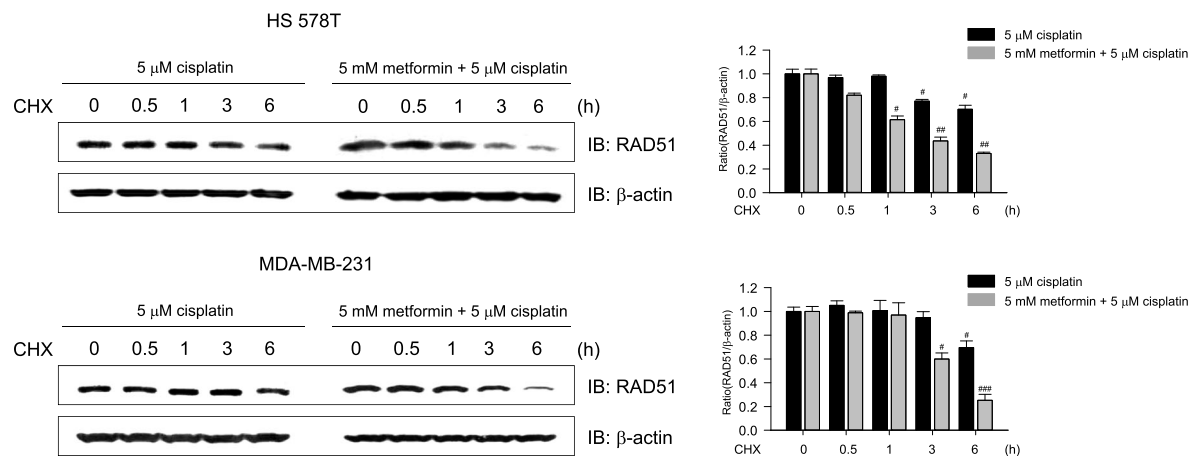 HS 578T
5 μM cisplatin
5 mM metformin + 5 μM cisplatin
CHX 0 0.5 1 3 6 0 0.5 1 3 6 (h)
IB: RAD51
IB: β-actin
5 μM cisplatin
5 mM metformin + 5 μM cisplatin
Ratio(RAD51/β-actin)
1.2
1.0
0.8
0.6
0.4
0.2
0.0
# # ## # ##
CHX 0 0.5 1 3 6 (h)
MDA-MB-231
5 μM cisplatin
5 mM metformin + 5 μM cisplatin
CHX 0 0.5 1 3 6 0 0.5 1 3 6 (h)
IB: RAD51
IB: β-actin
5 μM cisplatin
5 mM metformin + 5 μM cisplatin
Ratio(RAD51/β-actin)
1.2
1.0
0.8
0.6
0.4
0.2
0.0
# # ###
CHX 0 0.5 1 3 6 (h)